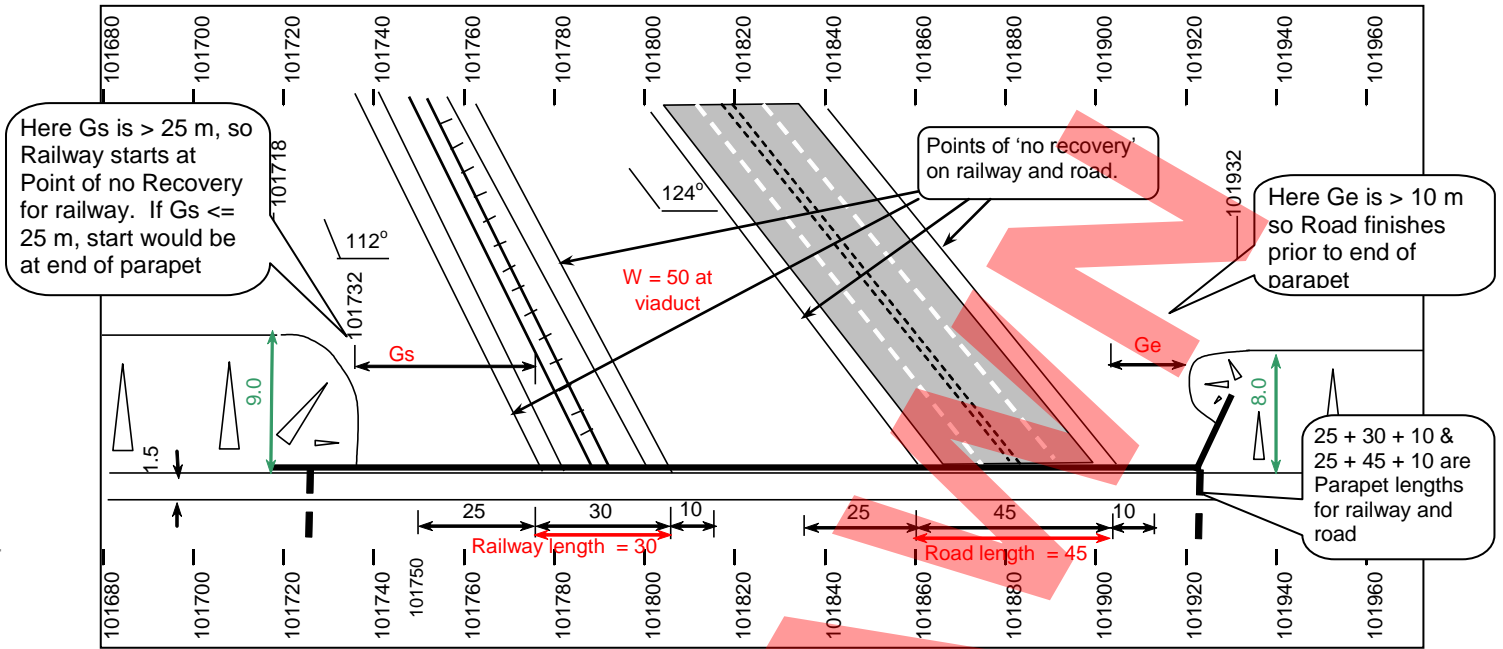 101680
101700
101720
101740
101760
101780
101800
101820
101840
101860
101880
101900
101920
101940
101960
Here Gs is > 25 m, so
Railway starts at
Point of no Recovery
for railway. If Gs <=
25 m, start would be
at end of parapet
101718
112°
101732
124°
Points of 'no recovery'
on railway and road.
101932
Here Ge is > 10 m
so Road finishes
prior to end of
parapet
W = 50 at
viaduct
Gs
Ge
9.0
8.0
1.5
25 + 30 + 10 &
25 + 45 + 10 are
Parapet lengths
for railway and
road
25
30
10
25
45
10
Railway length = 30
Road length = 45
101680
101700
101720
101740
101750
101760
101780
101800
101820
101840
101860
101880
101900
101920
101940
101960